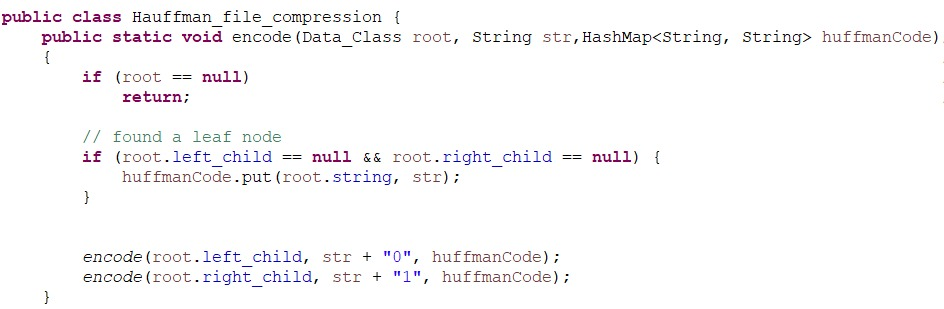 public class Hauffman_file_compression {
    public static void encode(Data_Class root, String str,HashMap<String, String> huffmanCode)
    {
        if (root == null)
            return;
        // found a leaf node
        if (root.left_child == null && root.right_child == null) {
            huffmanCode.put(root.string, str);
        }
        encode(root.left_child, str + "0", huffmanCode);
        encode(root.right_child, str + "1", huffmanCode);
    }